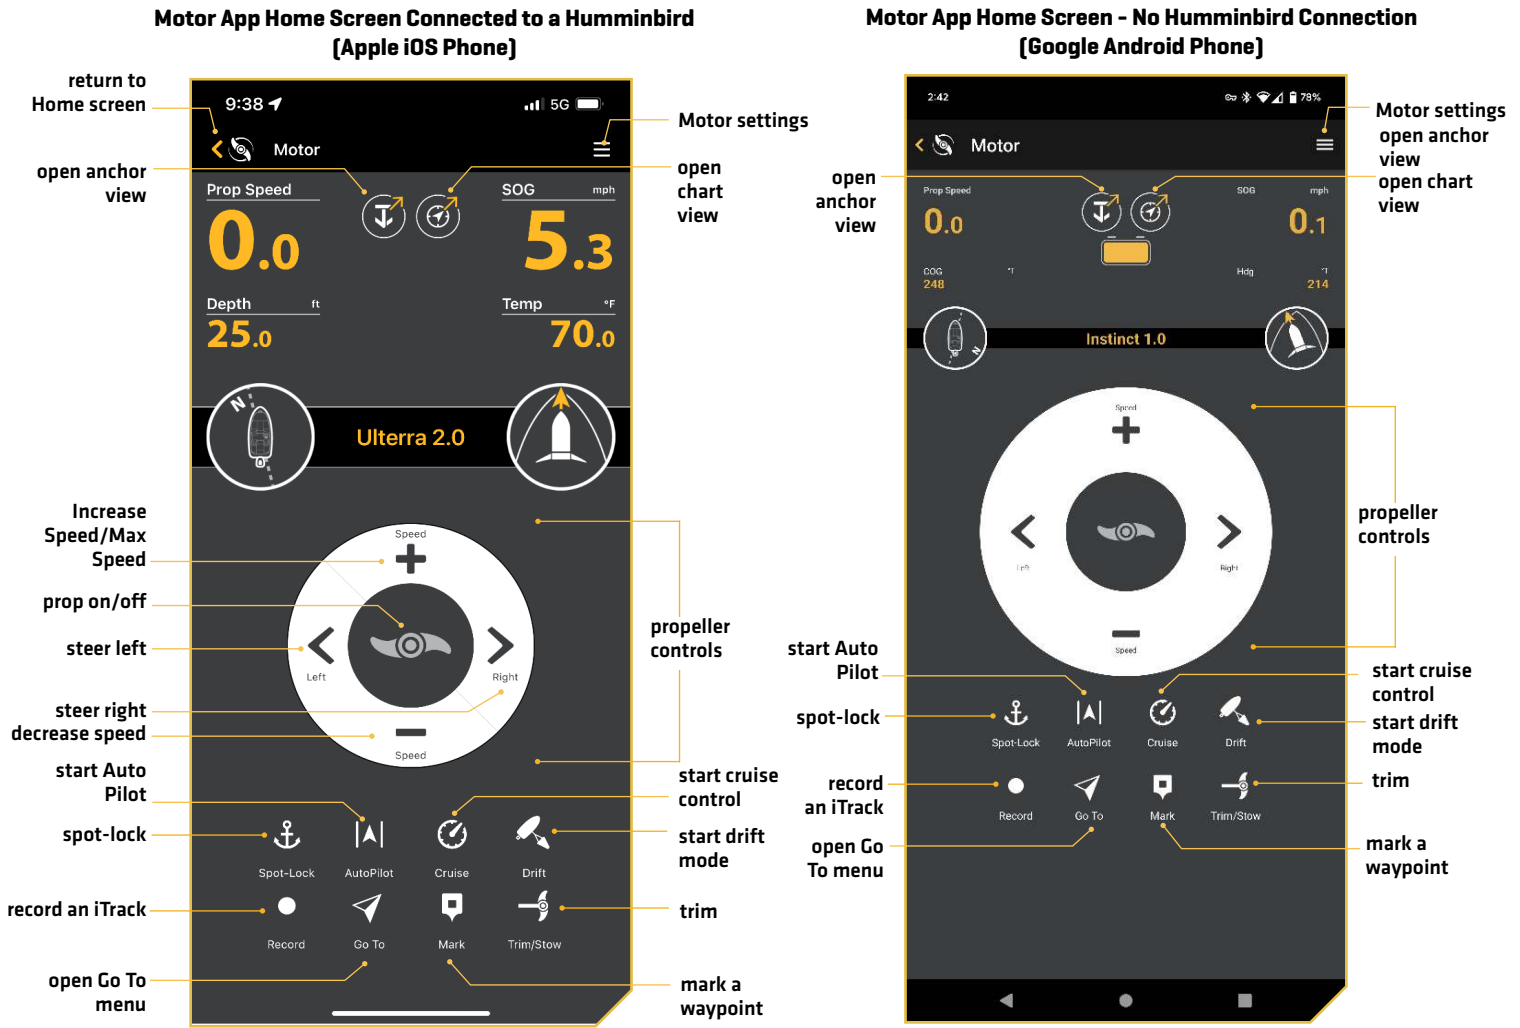 Motor App Home Screen Connected to a Humminbird
(Apple iOS Phone)
return to
Home screen
open anchor
view
Increase
Speed/Max
Speed
prop on/off
steer left
steer right
decrease speed
start Auto
Pilot
spot-lock
record an iTrack
open Go To
menu
9:38
5G
Motor
Prop Speed
0.0
SOG mph
5.3
Depth ft
25.0
Temp °F
70.0
N
Ulterra 2.0
Speed
Left
Right
Speed
Spot-Lock AutoPilot Cruise Drift
Record Go To Mark Trim/Stow
Motor settings
open
chart
view
propeller
controls
start cruise
control
start drift
mode
trim
mark a
waypoint
Motor App Home Screen - No Humminbird Connection
(Google Android Phone)
open
anchor
view
start Auto
Pilot
spot-lock
record
an iTrack
open Go
To menu
2:42
78%
Motor
Prop Speed
0.0
SOG mph
0.1
COG °T
248
Hdg °T
214
N
Instinct 1.0
Speed
Left
Right
Speed
Spot-Lock AutoPilot Cruise Drift
Record Go To Mark Trim/Stow
Motor settings
open anchor
view
open chart
view
propeller
controls
start cruise
control
start drift
mode
trim
mark a
waypoint